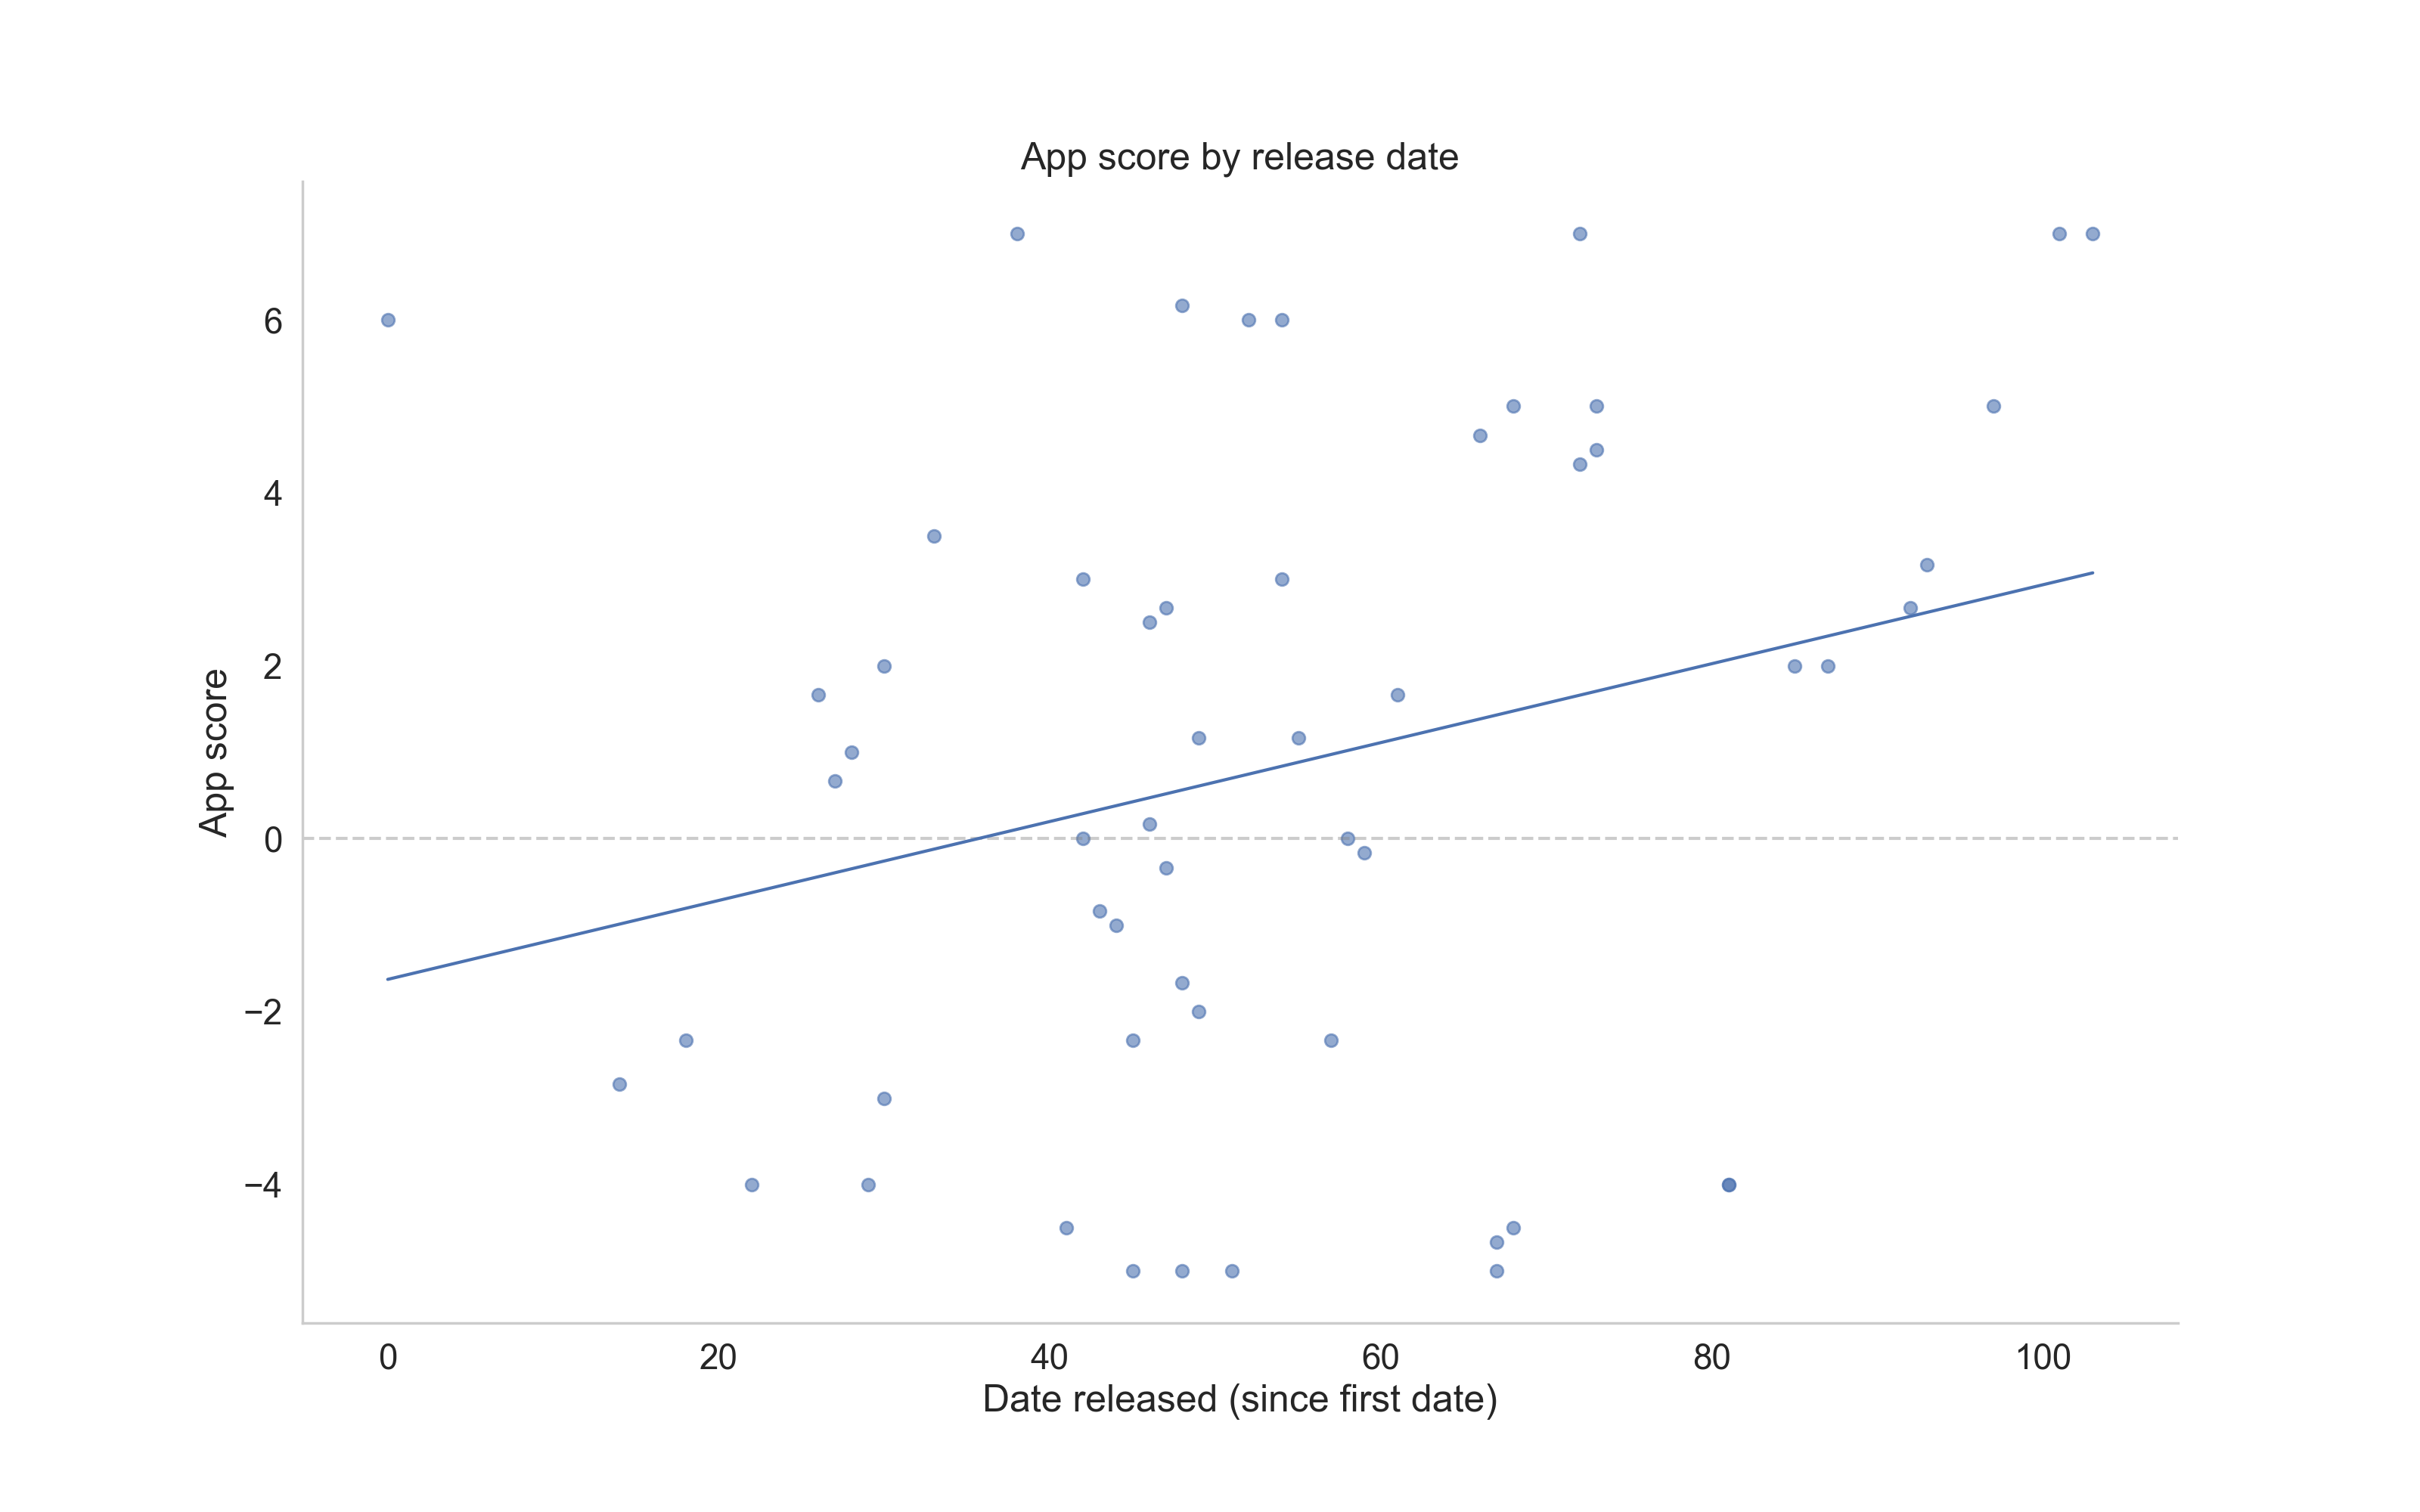 App score by release date
App score
6
4
2
0
−2
−4
0 20 40 60 80 100
Date released (since first date)